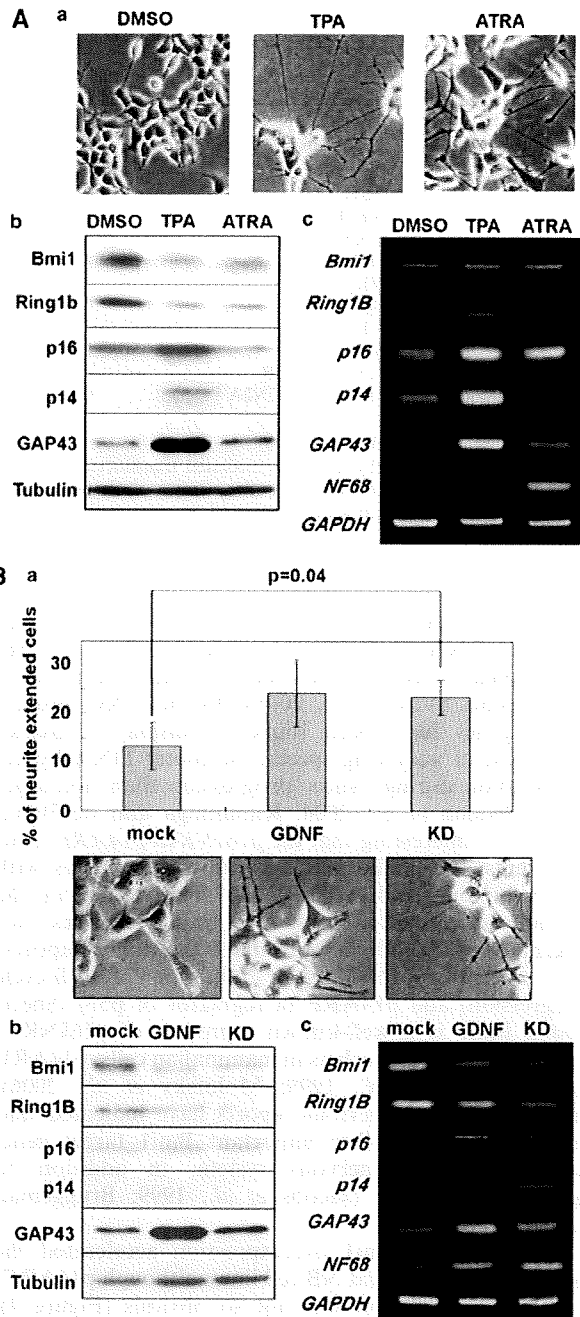 A a DMSO TPA ATRA
b DMSO TPA ATRA
Bmi1
Ring1b
p16
p14
GAP43
Tubulin
c DMSO TPA ATRA
Bmi1
Ring1B
p16
p14
GAP43
NF68
GAPDH
B a p=0.04
% of neurite extended cells
30
20
10
0
mock GDNF KD
b mock GDNF KD
Bmi1
Ring1B
p16
p14
GAP43
Tubulin
c mock GDNF KD
Bmi1
Ring1B
p16
p14
GAP43
NF68
GAPDH